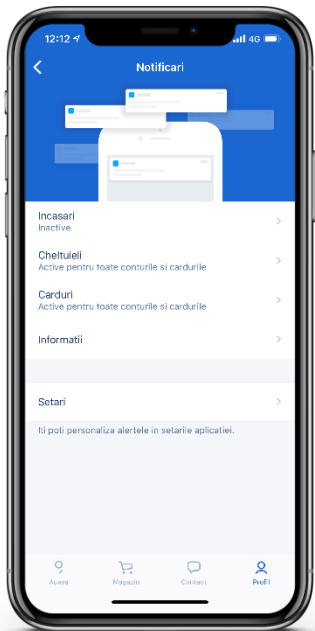 12:12
4G
Notificari
Incasari
Inactive
Cheltuieli
Active pentru toate conturile si cardurile
Carduri
Active pentru toate conturile si cardurile
Informatii
Setari
Iti poti personaliza alertele in setarile aplicatiei.
Acasa
Magazin
Contact
Profil